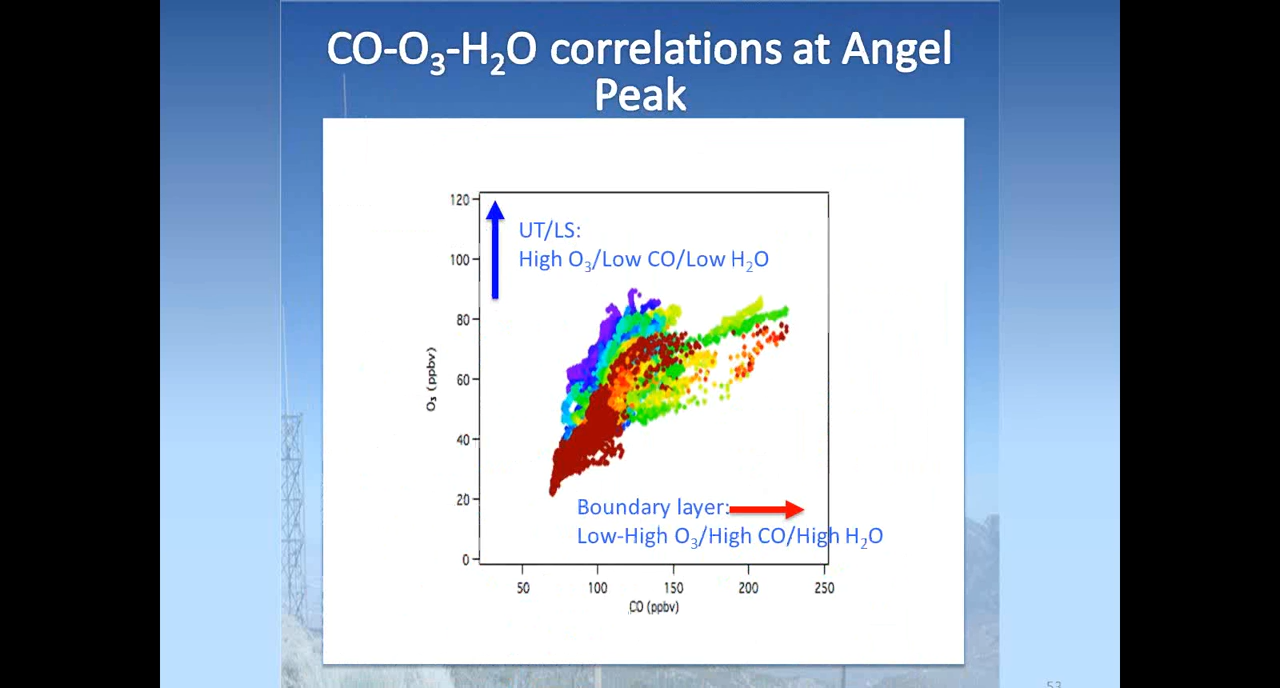 CO-O₃-H₂O correlations at Angel
Peak
120
100
80
60
40
20
0
O₃ (ppbv)
UT/LS:
High O₃/Low CO/Low H₂O
Boundary layer:
Low-High O₃/High CO/High H₂O
50 100 150 200 250
CO (ppbv)
53